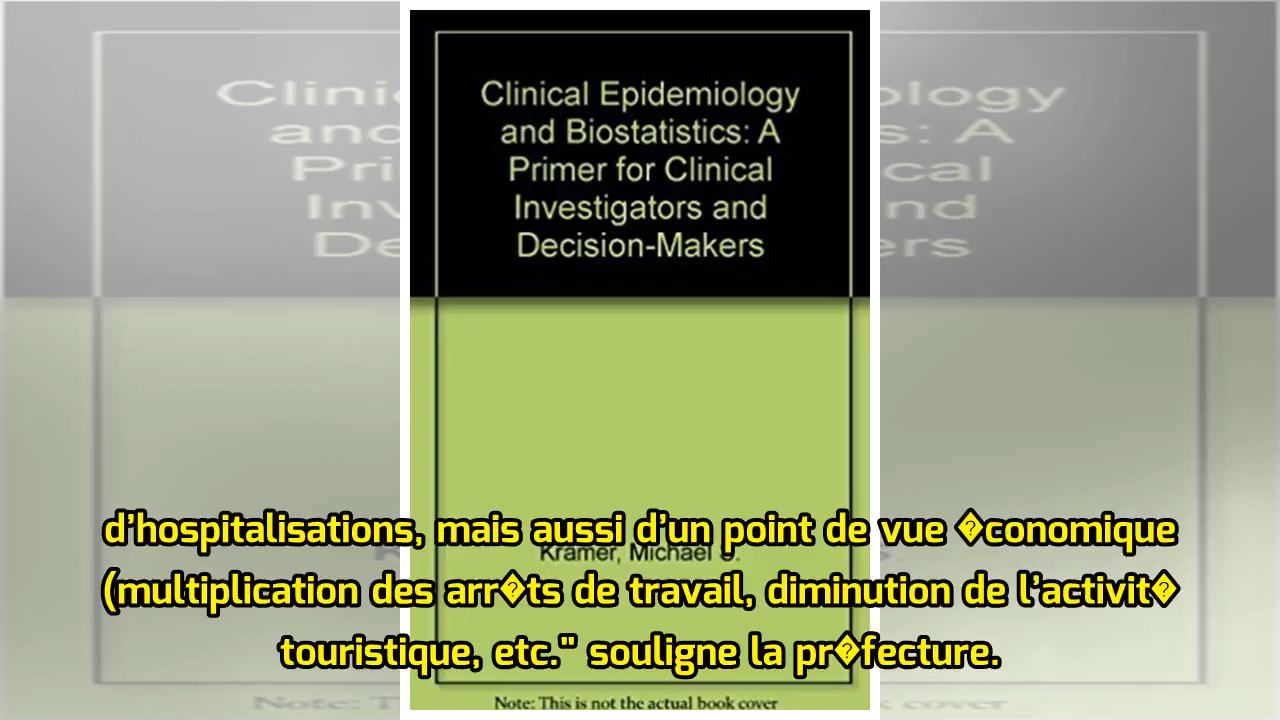 Clinical Epidemiology
and Biostatistics: A
Primer for Clinical
Investigators and
Decision-Makers
d’hospitalisations, mais aussi d’un point de vue �conomique
Kramer, Michael S.
(multiplication des arr�ts de travail, diminution de l’activit�
touristique, etc." souligne la pr�fecture.
Note: This is not the actual book cover